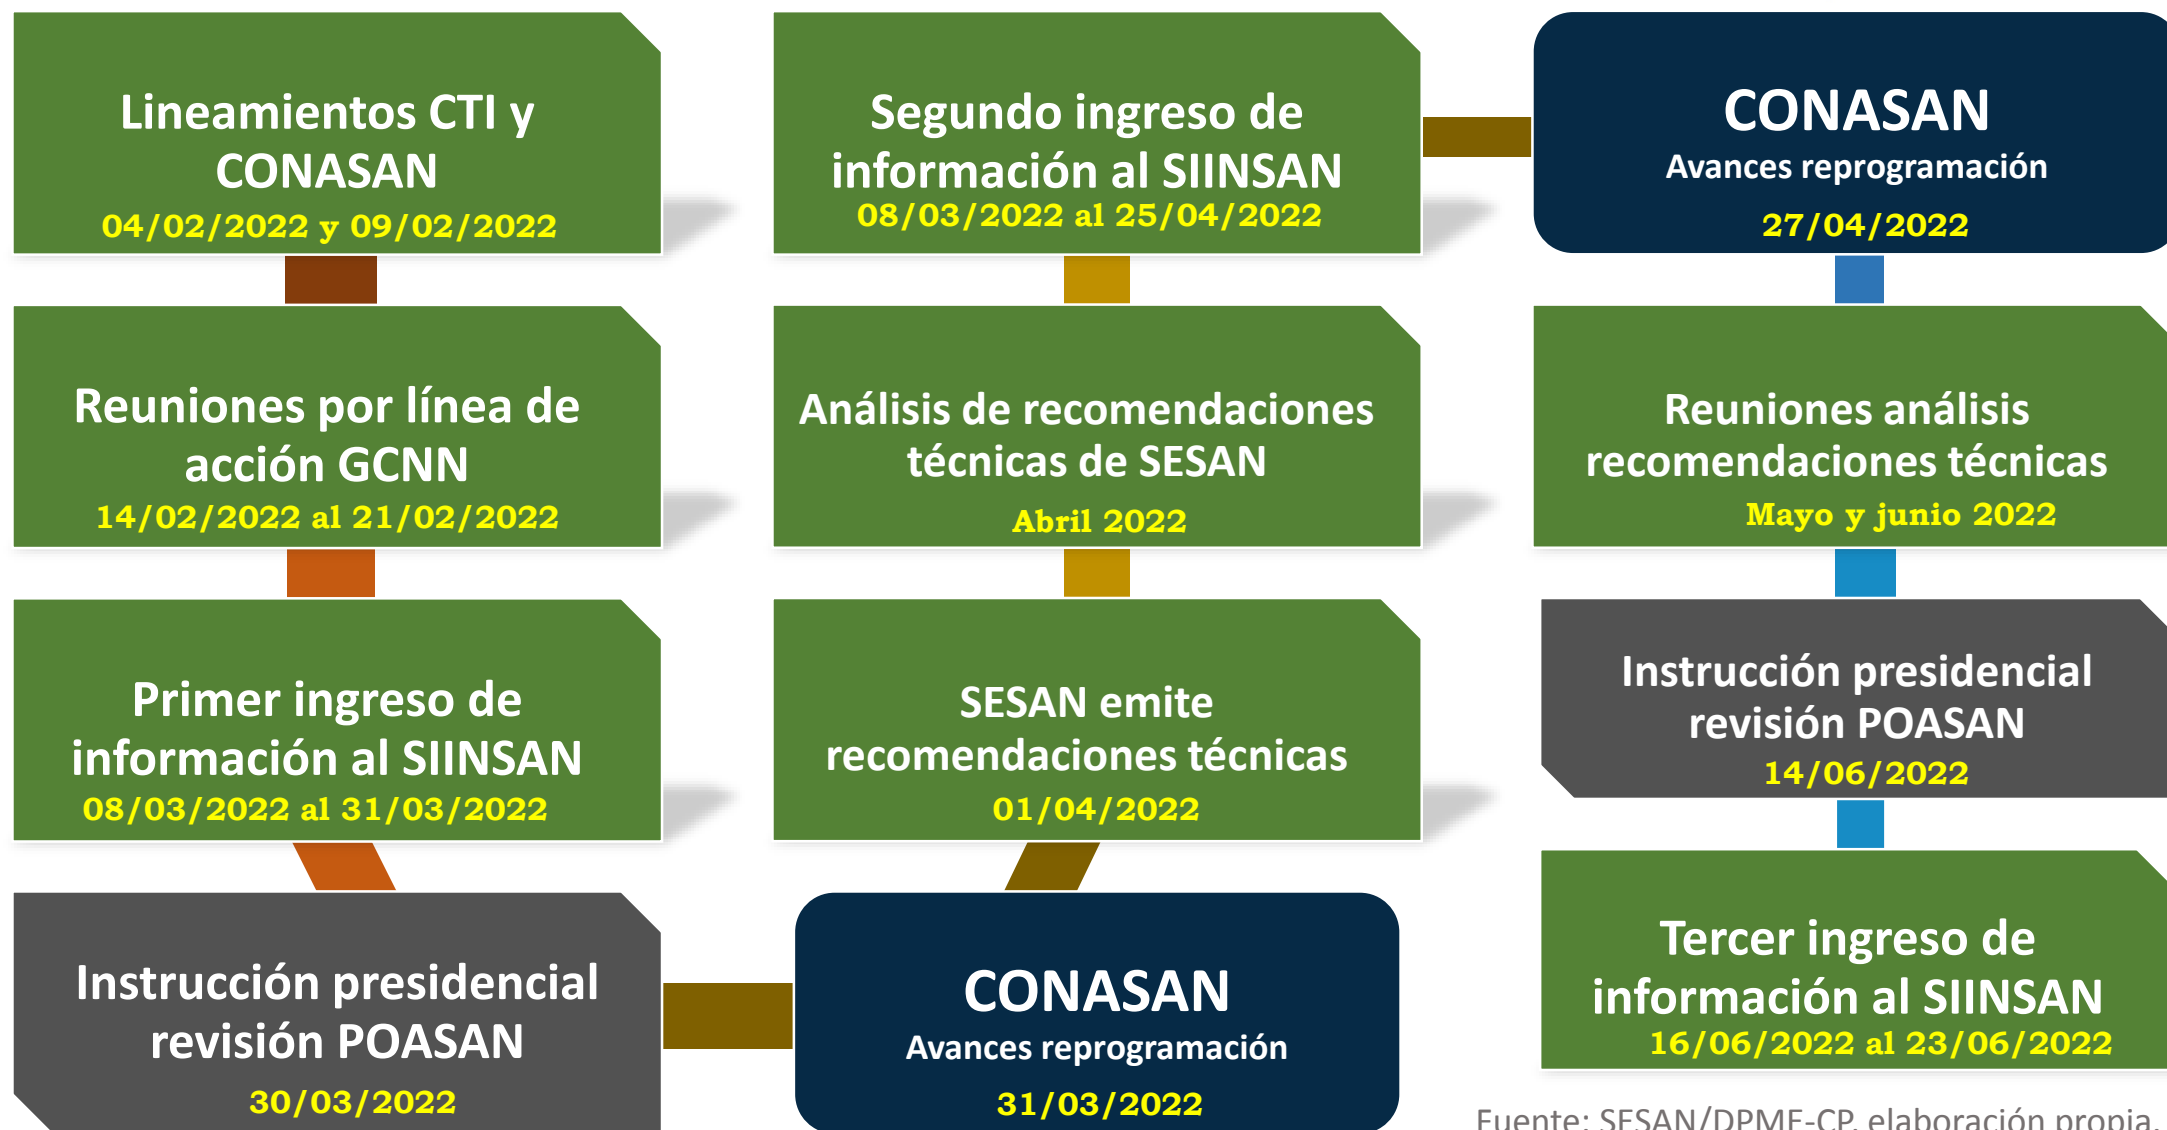 Lineamientos CTI y
CONASAN
04/02/2022 y 09/02/2022
Reuniones por línea de
acción GCNN
14/02/2022 al 21/02/2022
Primer ingreso de
información al SIINSAN
08/03/2022 al 31/03/2022
Instrucción presidencial
revisión POASAN
30/03/2022
CONASAN
Avances reprogramación
31/03/2022
SESAN emite
recomendaciones técnicas
01/04/2022
Análisis de recomendaciones
técnicas de SESAN
Abril 2022
Segundo ingreso de
información al SIINSAN
08/03/2022 al 25/04/2022
CONASAN
Avances reprogramación
27/04/2022
Reuniones análisis
recomendaciones técnicas
Mayo y junio 2022
Instrucción presidencial
revisión POASAN
14/06/2022
Tercer ingreso de
información al SIINSAN
16/06/2022 al 23/06/2022
Fuente: SESAN/DPME-CP, elaboración propia.